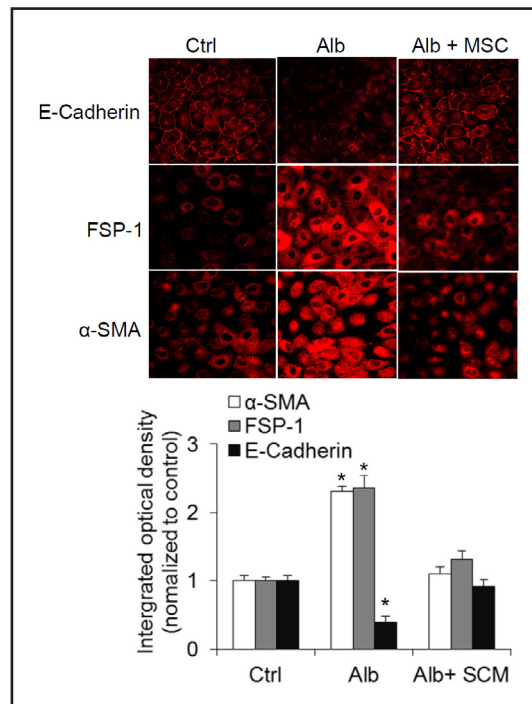 Ctrl Alb Alb + MSC
E-Cadherin
FSP-1
α-SMA
α-SMA
FSP-1
E-Cadherin
Intergrated optical density
(nomalized to control)
3
2
1
0
* *
*
Ctrl Alb Alb+ SCM